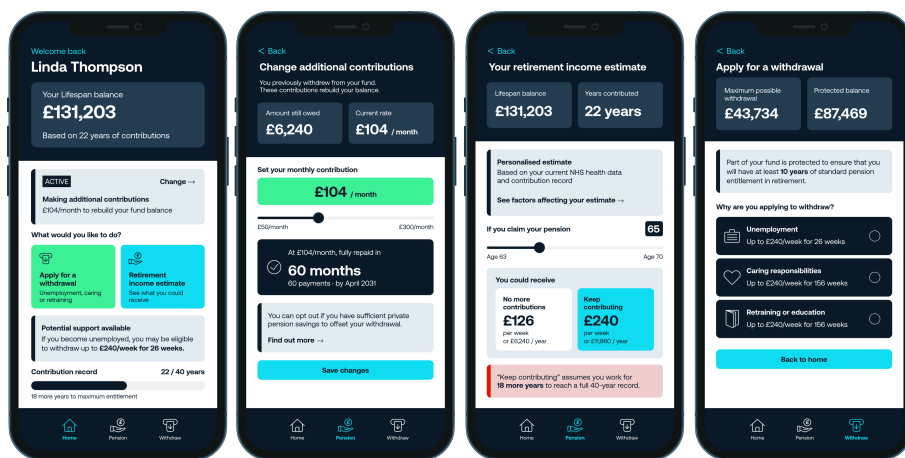 Welcome back
Linda Thompson
Your Lifespan balance
£131,203
Based on 22 years of contributions
ACTIVE
Change →
Making additional contributions
£104/month to rebuild your fund balance
What would you like to do?
Apply for a
withdrawal
Unemployment, caring
or retraining
Retirement
income estimate
See what you could
receive
Potential support available
If you become unemployed, you may be eligible
to withdraw up to £240/week for 26 weeks.
Contribution record
22 / 40 years
18 more years to maximum entitlement
Home
Pension
Withdraw
< Back
Change additional contributions
You previously withdrew from your fund.
These contributions rebuild your balance.
Amount still owed
£6,240
Current rate
£104 / month
Set your monthly contribution
£104 / month
£50/month
£300/month
At £104/month, fully repaid in
60 months
60 payments · by April 2031
You can opt out if you have sufficient private
pension savings to offset your withdrawal.
Find out more →
Save changes
Home
Pension
Withdraw
< Back
Your retirement income estimate
Lifespan balance
£131,203
Years contributed
22 years
Personalised estimate
Based on your current NHS health data
and contribution record
See factors affecting your estimate →
If you claim your pension
65
Age 63
Age 70
You could receive
No more
contributions
£126
per week
or £6,240 / year
Keep
contributing
£240
per week
or £11,960 / year
"Keep contributing" assumes you work for
18 more years to reach a full 40-year record.
Home
Pension
Withdraw
< Back
Apply for a withdrawal
Maximum possible
withdrawal
£43,734
Protected balance
£87,469
Part of your fund is protected to ensure that you
will have at least 10 years of standard pension
entitlement in retirement.
Why are you applying to withdraw?
Unemployment
Up to £240/week for 26 weeks
Caring responsibilities
Up to £240/week for 156 weeks
Retraining or education
Up to £240/week for 156 weeks
Back to home
Home
Pension
Withdraw